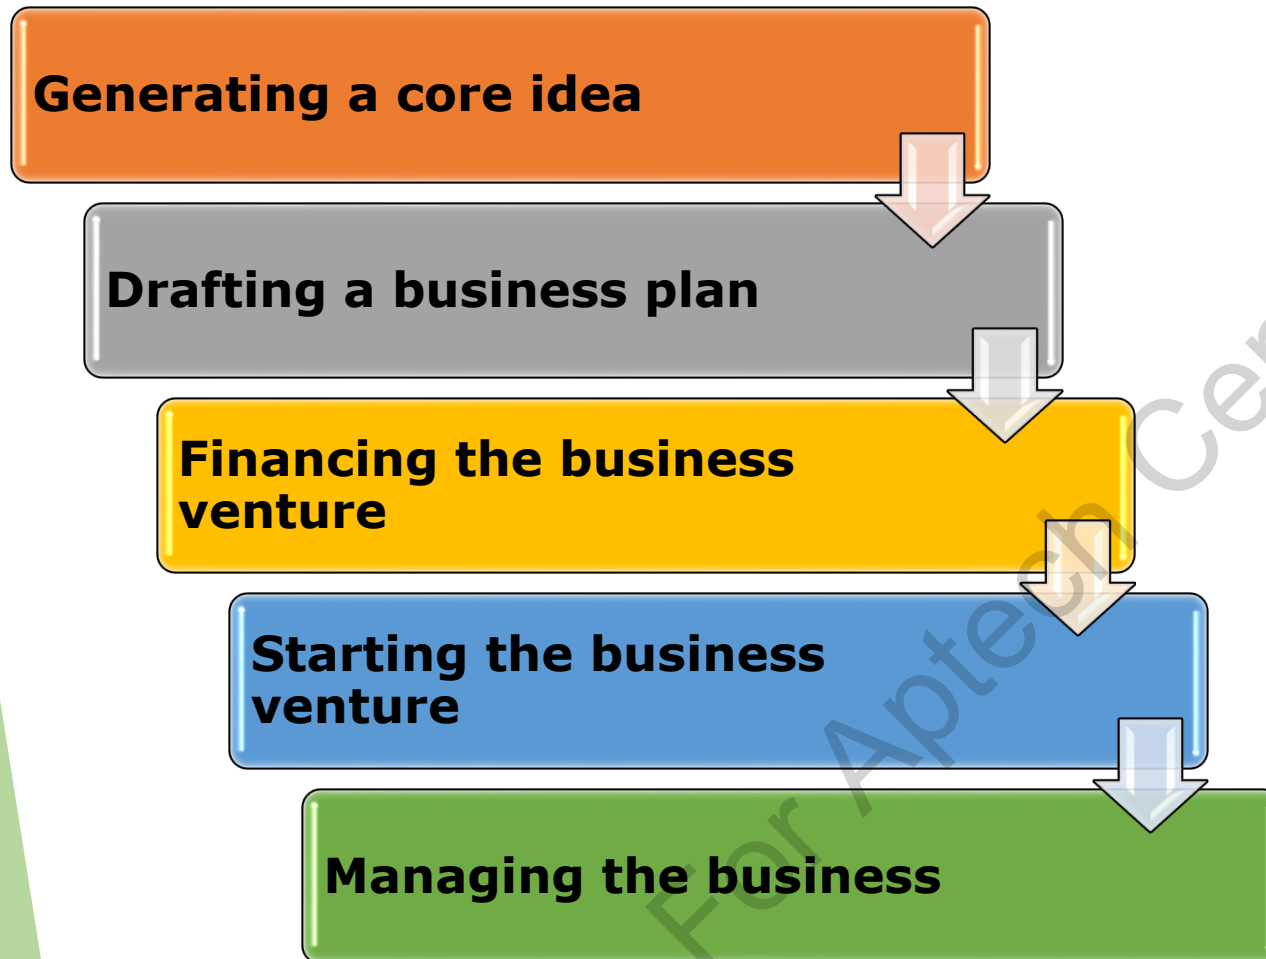 Generating a core idea
Drafting a business plan
Financing the business
venture
Starting the business
venture
Managing the business
For Aptech